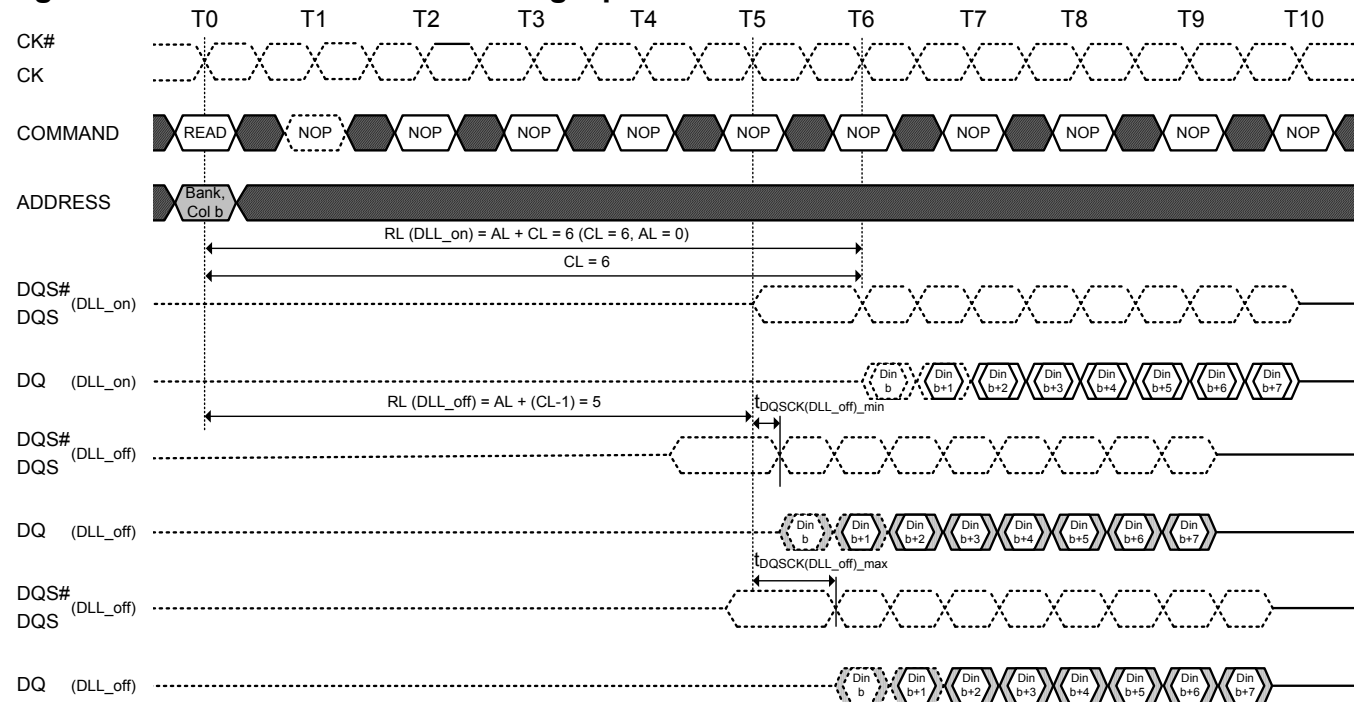 T0 T1 T2 T3 T4 T5 T6 T7 T8 T9 T10
CK#
CK
COMMAND READ NOP NOP NOP NOP NOP NOP NOP NOP NOP NOP
ADDRESS Bank, Col b
RL (DLL_on) = AL + CL = 6 (CL = 6, AL = 0)
CL = 6
DQS# (DLL_on)
DQS
DQ (DLL_on) Din b Din b+1 Din b+2 Din b+3 Din b+4 Din b+5 Din b+6 Din b+7
RL (DLL_off) = AL + (CL-1) = 5 tDQSCK(DLL_off)_min
DQS# (DLL_off)
DQS
DQ (DLL_off) Din b Din b+1 Din b+2 Din b+3 Din b+4 Din b+5 Din b+6 Din b+7
tDQSCK(DLL_off)_max
DQS# (DLL_off)
DQS
DQ (DLL_off) Din b Din b+1 Din b+2 Din b+3 Din b+4 Din b+5 Din b+6 Din b+7